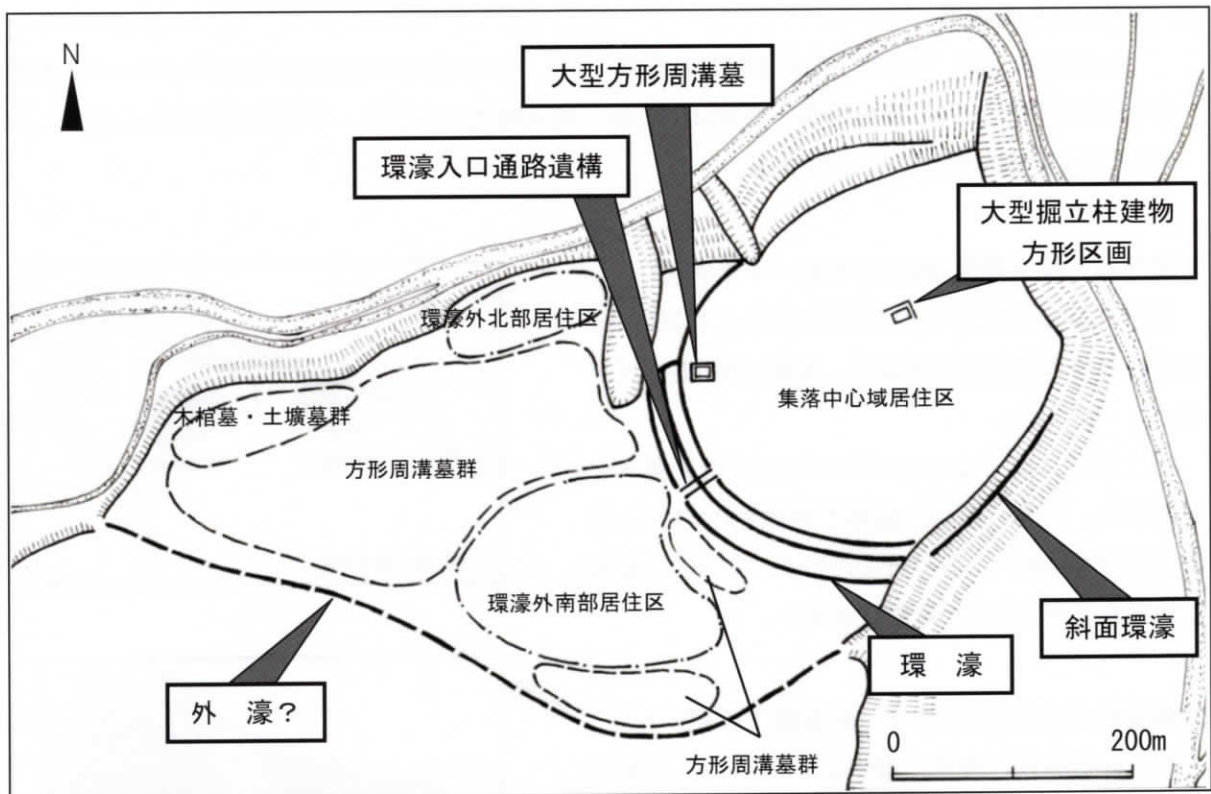 N
大型方形周溝墓
環濠入口通路遺構
大型掘立柱建物
方形区画
環濠外北部居住区
集落中心域居住区
木棺墓・土壙墓群
方形周溝墓群
環濠外南部居住区
斜面環濠
環 濠
外 濠?
方形周溝墓群
0 200m